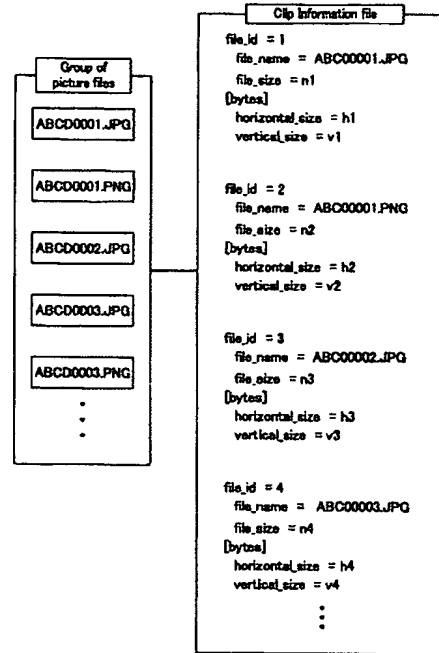 Group of
picture files
ABCD0001.JPG
ABCD0001.PNG
ABCD0002.JPG
ABCD0003.JPG
ABCD0003.PNG
Clip Information file
file_id = 1
file_name = ABC00001.JPG
file_size = n1
[bytes]
horizontal_size = h1
vertical_size = v1
file_id = 2
file_name = ABC00001.PNG
file_size = n2
[bytes]
horizontal_size = h2
vertical_size = v2
file_id = 3
file_name = ABC00002.JPG
file_size = n3
[bytes]
horizontal_size = h3
vertical_size = v3
file_id = 4
file_name = ABC00003.JPG
file_size = n4
[bytes]
horizontal_size = h4
vertical_size = v4